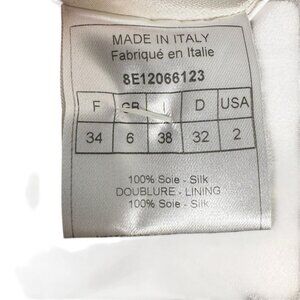 MADE IN ITALY
Fabriqué en Italie
8E12066123
F GB I D USA
34 6 38 32 2
100% Soie - Silk
DOUBLURE - LINING
100% Soie - Silk